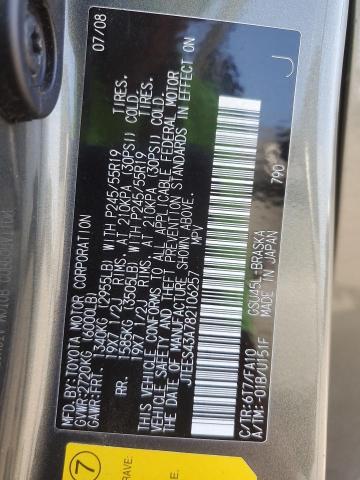 MFD.BY:TOYOTA MOTOR CORPORATION 07/08
GVWR:2720KG (6000LB)
GAWR:FRT. 1340KG (2955LB) WITH P245/55R19 TIRES.
19X7 1/2J RIMS, AT 210KPA (30PSI) COLD.
RR. 1585KG (3505LB) WITH P245/55R19 TIRES.
19X7 1/2J RIMS, AT 210KPA (30PSI) COLD.
THIS VEHICLE CONFORMS TO ALL APPLICABLE FEDERAL MOTOR
VEHICLE SAFETY AND THEFT PREVENTION STANDARDS IN EFFECT ON
THE DATE OF MANUFACTURE SHOWN ABOVE.
JTEES43A782106257 MPV
C/TR:6T7/FA10 GSU45L-BRASKA 790 J
A/TM:-01B/U151F MADE IN JAPAN
7